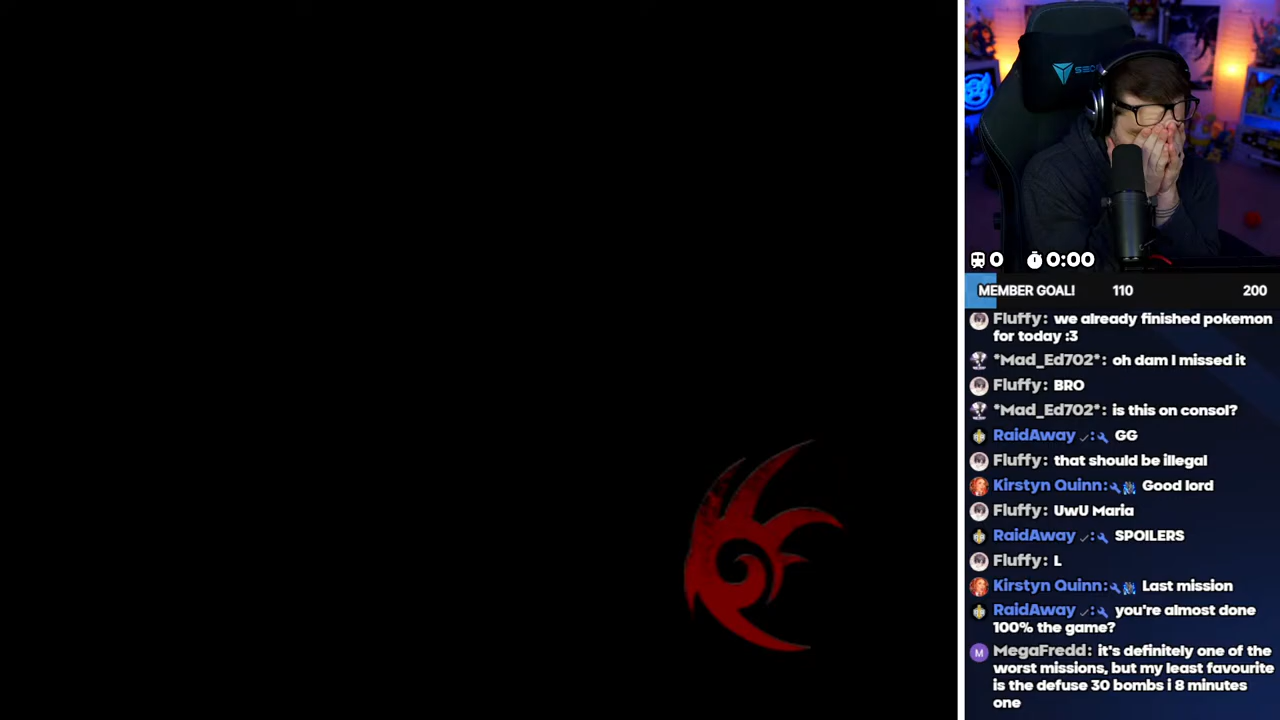 0 0:00
MEMBER GOAL! 110 200
Fluffy: we already finished pokemon
for today :3
*Mad_Ed702*: oh dam I missed it
Fluffy: BRO
*Mad_Ed702*: is this on consol?
RaidAway: GG
Fluffy: that should be illegal
Kirstyn Quinn: Good lord
Fluffy: UwU Maria
RaidAway: SPOILERS
Fluffy: L
Kirstyn Quinn: Last mission
RaidAway: you're almost done
100% the game?
M MegaFredd: it's definitely one of the
worst missions, but my least favourite
is the defuse 30 bombs i 8 minutes
one